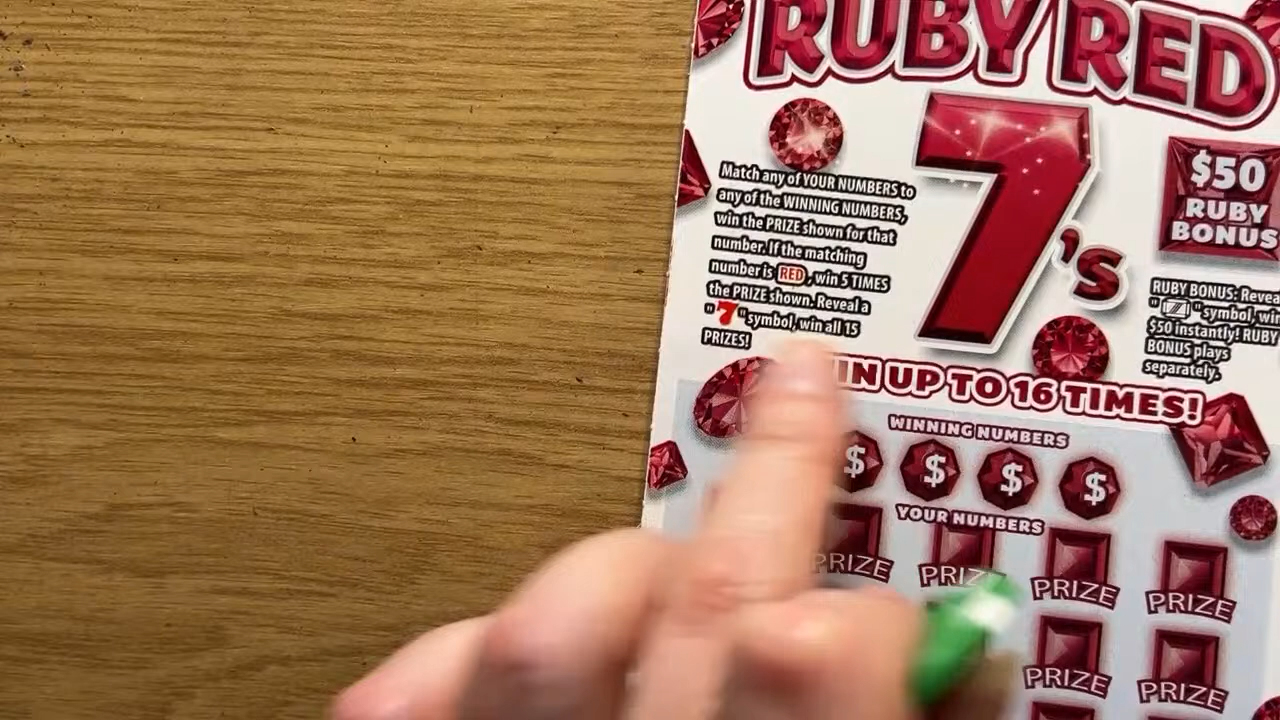 RUBY RED
7's
Match any of YOUR NUMBERS to
any of the WINNING NUMBERS,
win the PRIZE shown for that
number. If the matching
number is RED, win 5 TIMES
the PRIZE shown. Reveal a
"7" symbol, win all 15
PRIZES!
$50
RUBY
BONUS
RUBY BONUS: Revea
" " symbol, win
$50 instantly! RUBY
BONUS plays
separately.
IN UP TO 16 TIMES!
WINNING NUMBERS
$ $ $ $
YOUR NUMBERS
PRIZE PRIZE PRIZE PRIZE
PRIZE PRIZE